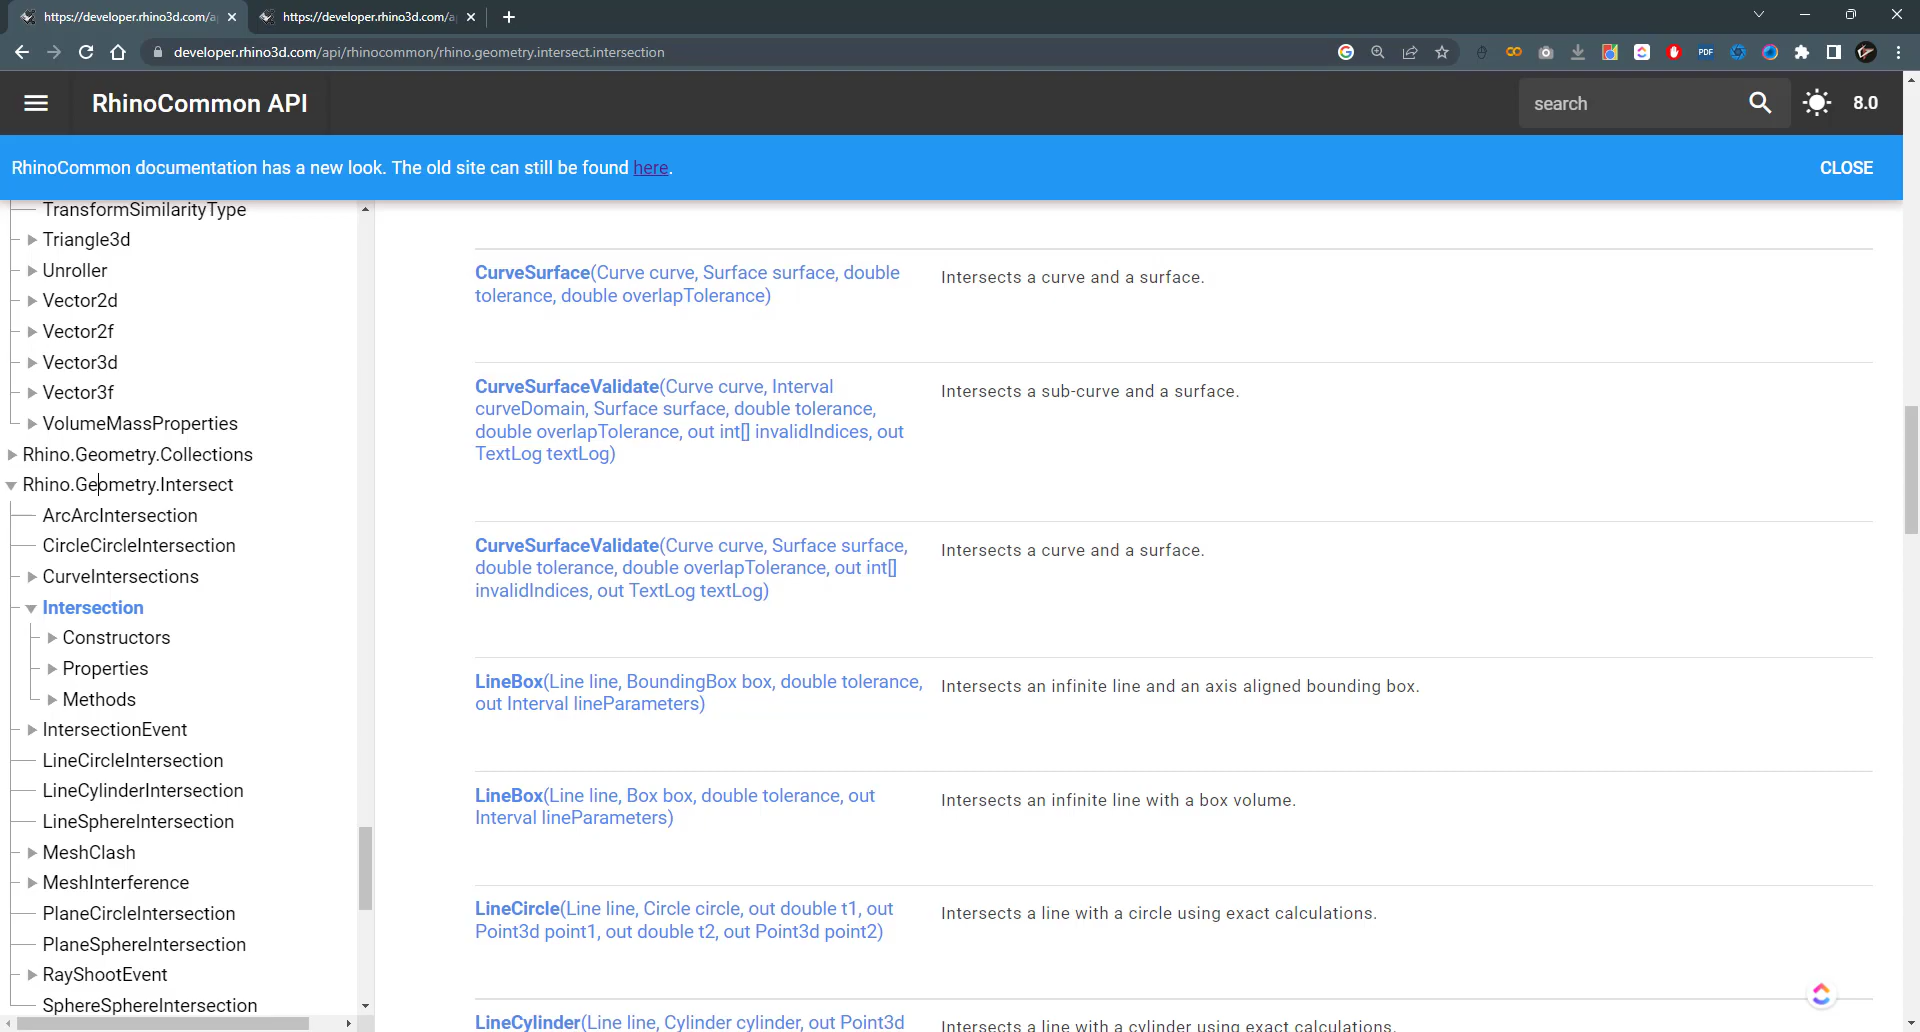 https://developer.rhino3d.com/a
https://developer.rhino3d.com/a
developer.rhino3d.com/api/rhinocommon/rhino.geometry.intersect.intersection
PDF
RhinoCommon API
search
8.0
RhinoCommon documentation has a new look. The old site can still be found here.
CLOSE
TransformSimilarityType
Triangle3d
Unroller
Vector2d
Vector2f
Vector3d
Vector3f
VolumeMassProperties
Rhino.Geometry.Collections
Rhino.Geometry.Intersect
ArcArcIntersection
CircleCircleIntersection
CurveIntersections
Intersection
Constructors
Properties
Methods
IntersectionEvent
LineCircleIntersection
LineCylinderIntersection
LineSphereIntersection
MeshClash
MeshInterference
PlaneCircleIntersection
PlaneSphereIntersection
RayShootEvent
SphereSphereIntersection
CurveSurface(Curve curve, Surface surface, double
tolerance, double overlapTolerance)
Intersects a curve and a surface.
CurveSurfaceValidate(Curve curve, Interval
curveDomain, Surface surface, double tolerance,
double overlapTolerance, out int[] invalidIndices, out
TextLog textLog)
Intersects a sub-curve and a surface.
CurveSurfaceValidate(Curve curve, Surface surface,
double tolerance, double overlapTolerance, out int[]
invalidIndices, out TextLog textLog)
Intersects a curve and a surface.
LineBox(Line line, BoundingBox box, double tolerance,
out Interval lineParameters)
Intersects an infinite line and an axis aligned bounding box.
LineBox(Line line, Box box, double tolerance, out
Interval lineParameters)
Intersects an infinite line with a box volume.
LineCircle(Line line, Circle circle, out double t1, out
Point3d point1, out double t2, out Point3d point2)
Intersects a line with a circle using exact calculations.
LineCylinder(Line line, Cylinder cylinder, out Point3d
Intersects a line with a cylinder using exact calculations.